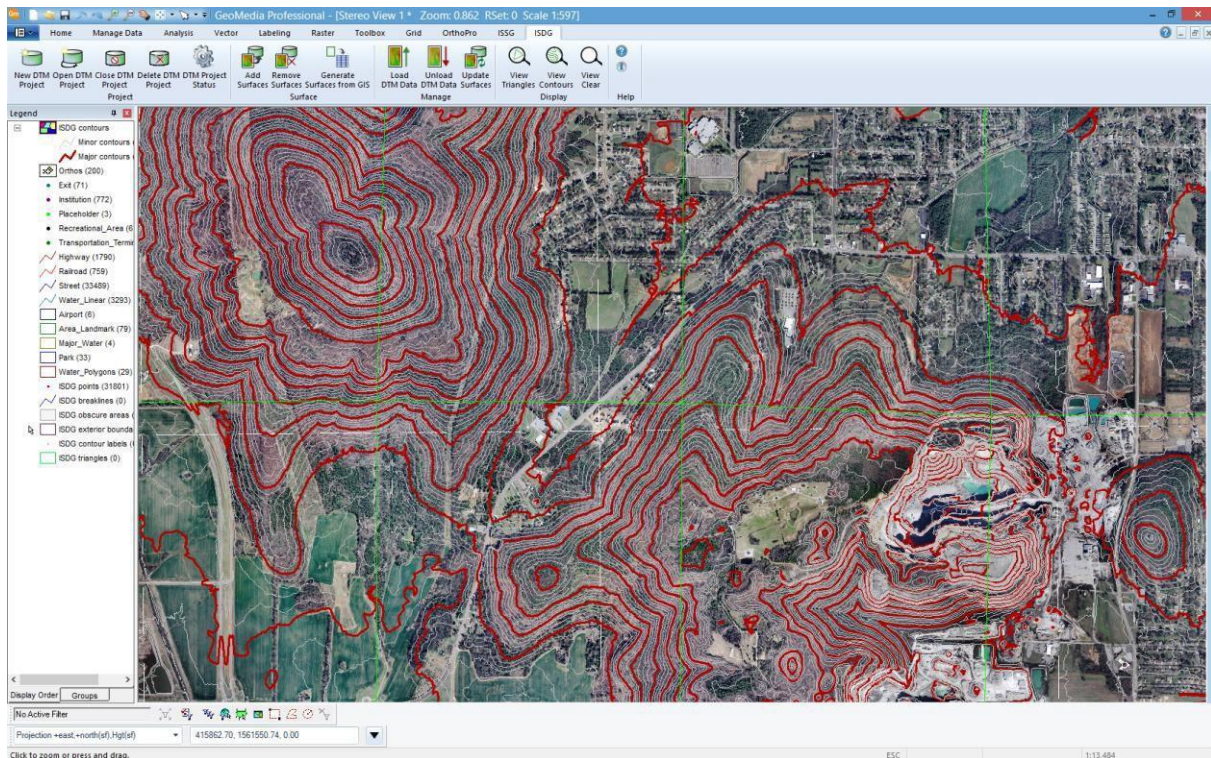 GeoMedia Professional - [Stereo View 1 * Zoom: 0.862 RSet: 0 Scale 1:597]
Home Manage Data Analysis Vector Labeling Raster Toolbox Grid OrthoPro ISSG ISDG
New DTM Open DTM Close DTM Delete DTM DTM Project Add Remove Generate Load Unload Update View View View
Project Project Project Project Status Surfaces Surfaces Surfaces from GIS DTM Data DTM Data Surfaces Triangles Contours Clear
Project Surface Manage Display Help
Legend
ISDG contours
Minor contours
Major contours
Orthos (200)
Exit (71)
Institution (772)
Placeholder (3)
Recreational_Area (6
Transportation_Termi
Highway (1790)
Railroad (759)
Street (33489)
Water_Linear (3293)
Airport (6)
Area_Landmark (79)
Major_Water (4)
Park (33)
Water_Polygons (29)
ISDG points (31801)
ISDG breaklines (0)
ISDG obscure areas (
ISDG exterior bounda
ISDG contour labels (
ISDG triangles (0)
Display Order Groups
No Active Filter
Projection +east,+north(sf),Hgt(sf) 415862.70, 1561550.74, 0.00
Click to zoom or press and drag. ESC 1:13,484